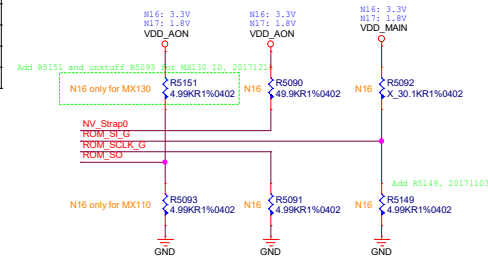 N16: 3.3V
N17: 1.8V
VDD_AON
N16: 3.3V
N17: 1.8V
VDD_AON
N16: 3.3V
N17: 1.8V
VDD_MAIN
Add R5151 and unstuff R5093 for MX130 ID. 2017121
N16 only for MX130
R5151
4.99KR1%0402
N16
R5090
49.9KR1%0402
N16
R5092
X_30.1KR1%0402
NV_Strap0
ROM_SI_G
ROM_SCLK_G
ROM_SO
Add R5149. 20171103
N16 only for MX110
R5093
4.99KR1%0402
N16
R5091
4.99KR1%0402
N16
R5149
4.99KR1%0402
GND
GND
GND